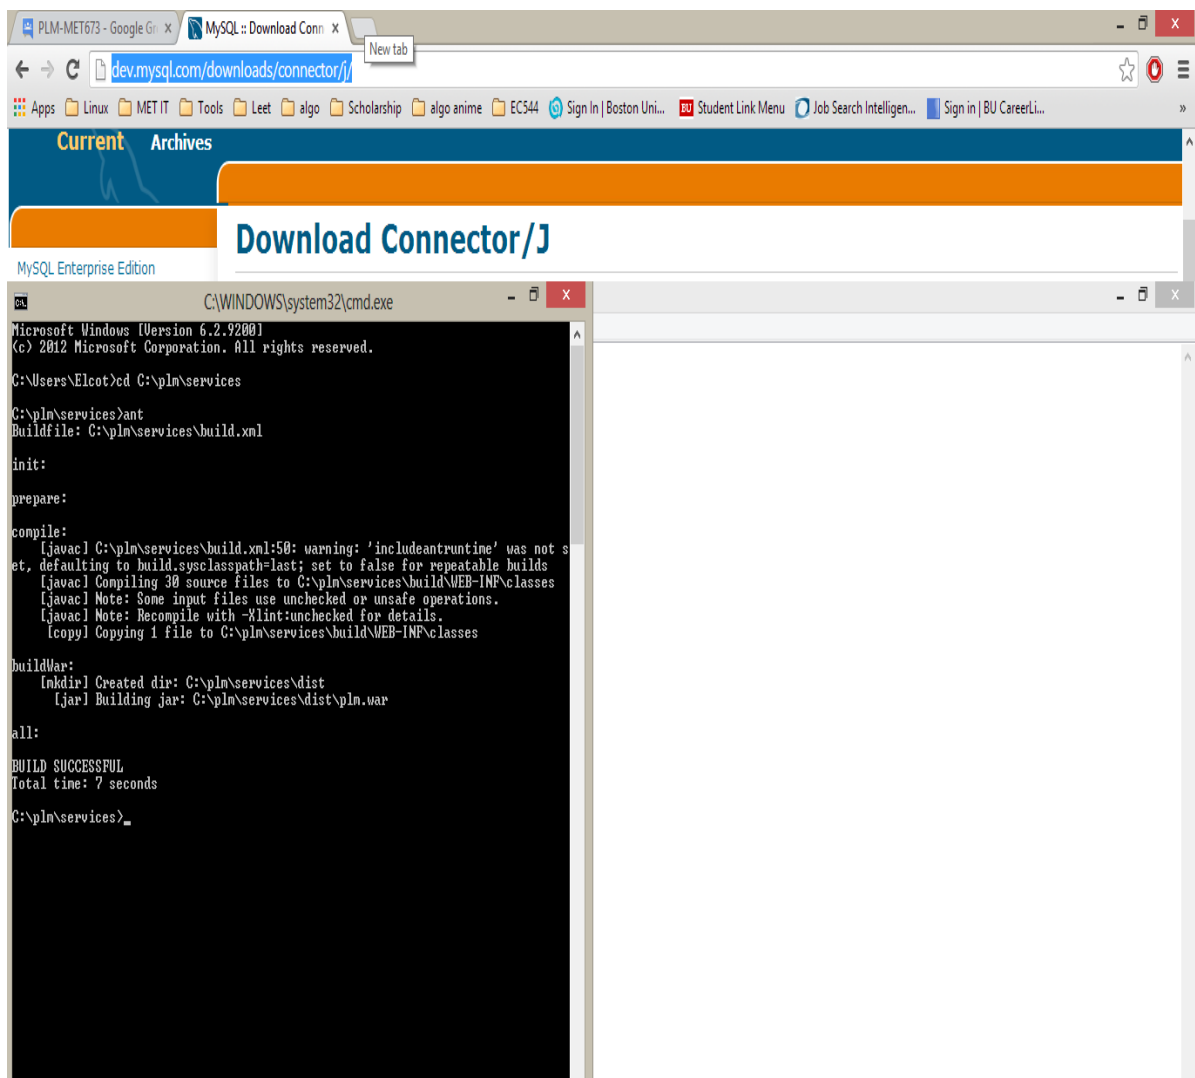 PLM-MET673 - Google Gr
MySQL :: Download Conn
New tab
dev.mysql.com/downloads/connector/j/
Apps Linux MET IT Tools Leet algo Scholarship algo anime EC544 Sign In | Boston Uni... BU Student Link Menu Job Search Intelligen... Sign in | BU CareerLi... »
Current Archives
Download Connector/J
MySQL Enterprise Edition
C:\WINDOWS\system32\cmd.exe
Microsoft Windows [Version 6.2.9200]
(c) 2012 Microsoft Corporation. All rights reserved.
C:\Users\Elcot>cd C:\plm\services
C:\plm\services>ant
Buildfile: C:\plm\services\build.xml
init:
prepare:
compile:
[javac] C:\plm\services\build.xml:50: warning: 'includeantruntime' was not s
et, defaulting to build.sysclasspath=last; set to false for repeatable builds
[javac] Compiling 30 source files to C:\plm\services\build\WEB-INF\classes
[javac] Note: Some input files use unchecked or unsafe operations.
[javac] Note: Recompile with -Xlint:unchecked for details.
[copy] Copying 1 file to C:\plm\services\build\WEB-INF\classes
buildWar:
[mkdir] Created dir: C:\plm\services\dist
[jar] Building jar: C:\plm\services\dist\plm.war
all:
BUILD SUCCESSFUL
Total time: 7 seconds
C:\plm\services>_